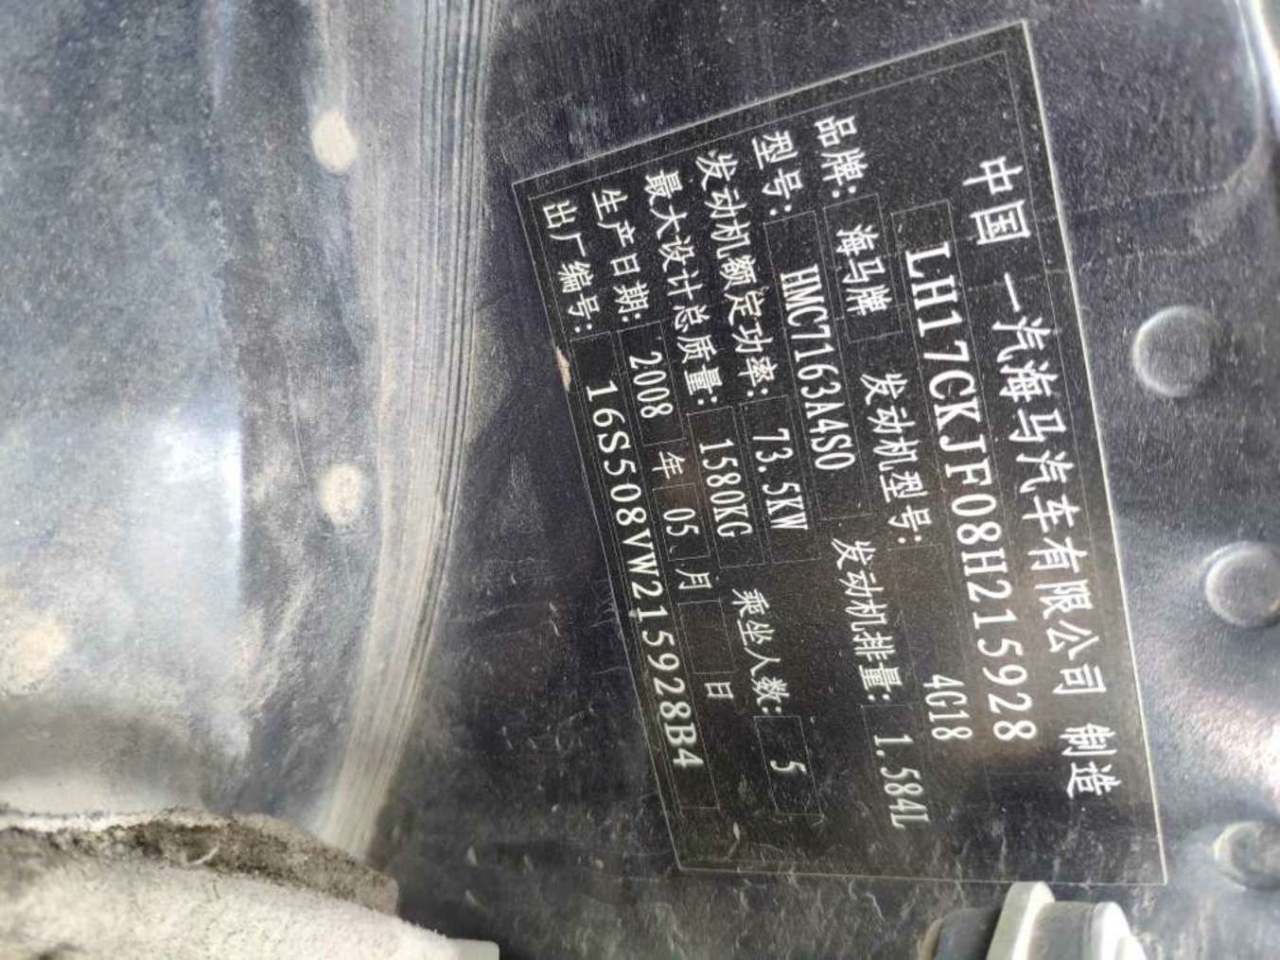 中国 一汽海马汽车有限公司 制造
LH17CKJF08H215928
品牌: 海马牌 发动机型号: 4G18
型号: HMC7163A4S0 发动机排量: 1.584L
发动机额定功率: 73.5KW
最大设计总质量: 1580KG 乘坐人数: 5
生产日期: 2008 年 05 月 日
出厂编号: 16S508VW215928B4